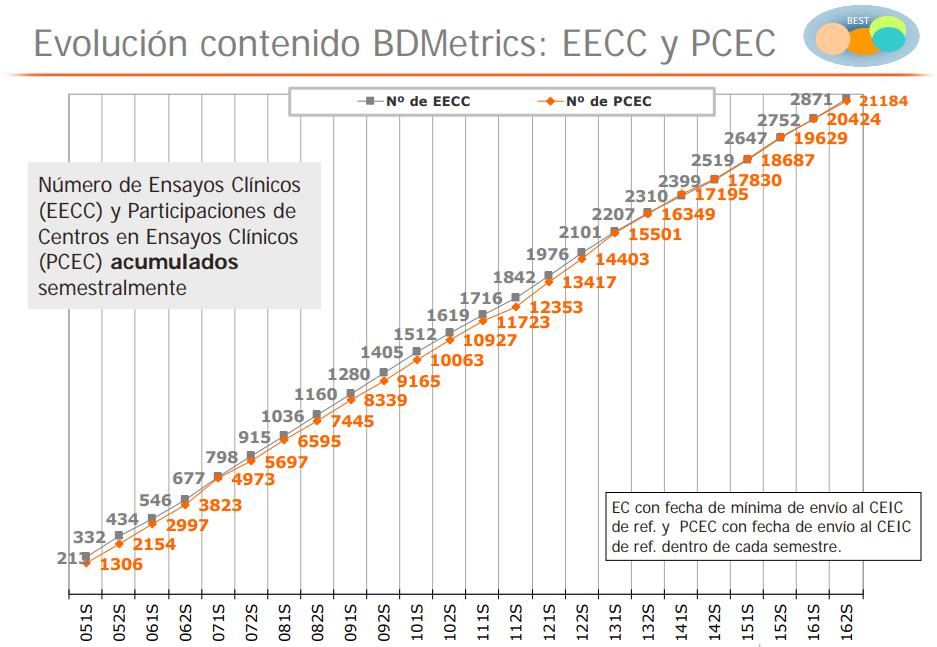 BEST
Evolución contenido BDMetrics: EECC y PCEC
Nº de EECC
Nº de PCEC
Número de Ensayos Clínicos
(EECC) y Participaciones de
Centros en Ensayos Clínicos
(PCEC) acumulados
semestralmente
213
332
434
546
677
798
915
1036
1160
1280
1405
1512
1619
1716
1842
1976
2101
2207
2310
2399
2519
2647
2752
2871
1306
2154
2997
3823
4973
5697
6595
7445
8339
9165
10063
10927
11723
12353
13417
14403
15501
16349
17195
17830
18687
19629
20424
21184
EC con fecha de mínima de envío al CEIC
de ref. y PCEC con fecha de envío al CEIC
de ref. dentro de cada semestre.
051S
052S
061S
062S
071S
072S
081S
082S
091S
092S
101S
102S
111S
112S
121S
122S
131S
132S
141S
142S
151S
152S
161S
162S